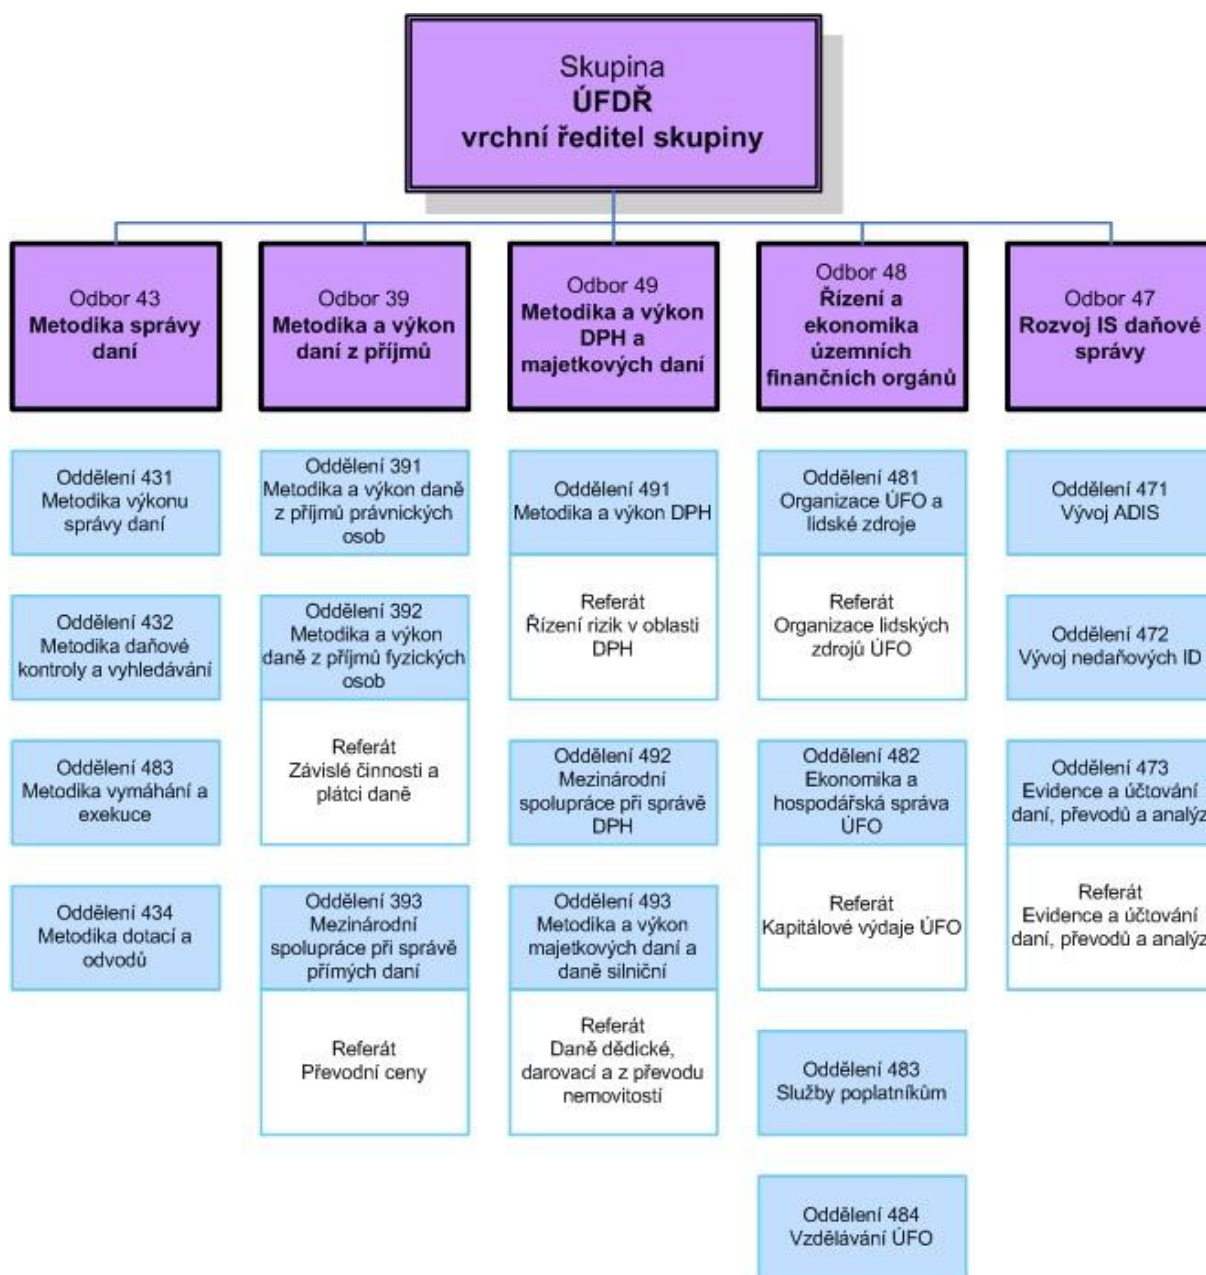 Skupina
ÚFDŘ
vrchní ředitel skupiny
Odbor 43
Metodika správy
daní
Odbor 39
Metodika a výkon
daní z příjmů
Odbor 49
Metodika a výkon
DPH a
majetkových daní
Odbor 48
Řízení a
ekonomika
územních
finančních orgánů
Odbor 47
Rozvoj IS daňové
správy
Oddělení 431
Metodika výkonu
správy daní
Oddělení 432
Metodika daňové
kontroly a vyhledávání
Oddělení 483
Metodika vymáhání a
exekuce
Oddělení 434
Metodika dotací a
odvodů
Oddělení 391
Metodika a výkon daně
z příjmů právnických
osob
Oddělení 392
Metodika a výkon
daně z příjmů fyzických
osob
Referát
Závislé činnosti a
plátci daně
Oddělení 393
Mezinárodní
spolupráce při správě
přímých daní
Referát
Převodní ceny
Oddělení 491
Metodika a výkon DPH
Referát
Řízení rizik v oblasti
DPH
Oddělení 492
Mezinárodní
spolupráce při správě
DPH
Oddělení 493
Metodika a výkon
majetkových daní a
daně silniční
Referát
Daně dědické,
darovací a z převodu
nemovitostí
Oddělení 481
Organizace ÚFO a
lidské zdroje
Referát
Organizace lidských
zdrojů ÚFO
Oddělení 482
Ekonomika a
hospodářská správa
ÚFO
Referát
Kapitálové výdaje ÚFO
Oddělení 483
Služby poplatníkům
Oddělení 484
Vzdělávání ÚFO
Oddělení 471
Vývoj ADIS
Oddělení 472
Vývoj nedaňových ID
Oddělení 473
Evidence a účtování
daní, převodů a analýz
Referát
Evidence a účtování
daní, převodů a analýz